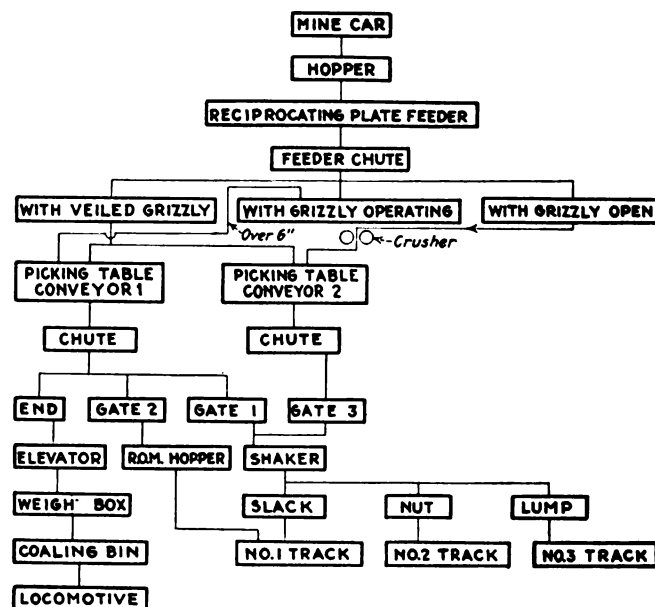 MINE CAR
HOPPER
RECIPROCATING PLATE FEEDER
FEEDER CHUTE
WITH VEILED GRIZZLY
WITH GRIZZLY OPERATING
WITH GRIZZLY OPEN
Over 6"
Crusher
PICKING TABLE
CONVEYOR 1
PICKING TABLE
CONVEYOR 2
CHUTE
CHUTE
END
GATE 2
GATE 1
GATE 3
ELEVATOR
R.O.M. HOPPER
SHAKER
WEIGH BOX
SLACK
NUT
LUMP
COALING BIN
NO.1 TRACK
NO.2 TRACK
NO.3 TRACK
LOCOMOTIVE